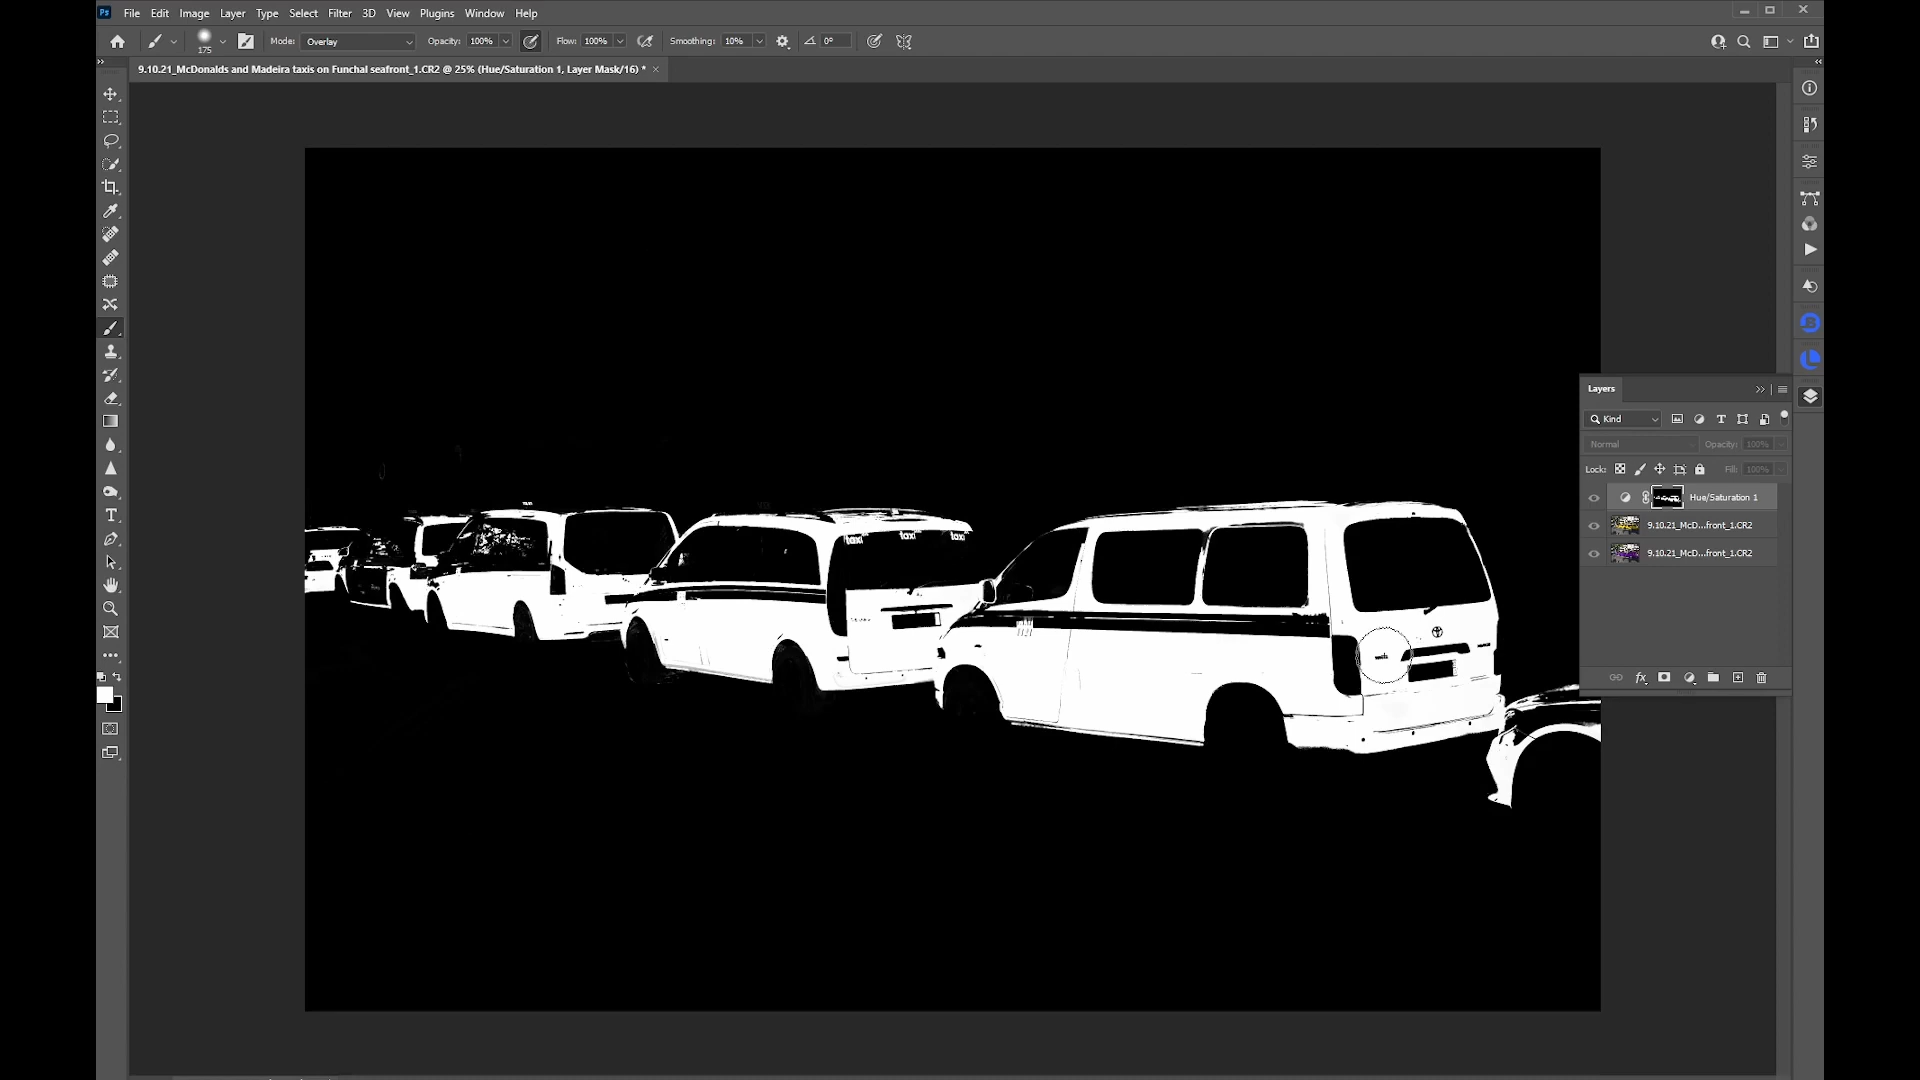 Ps File Edit Image Layer Type Select Filter 3D View Plugins Window Help
175 Mode: Overlay Opacity: 100% Flow: 100% Smoothing: 10% 0°
9.10.21_McDonalds and Madeira taxis on Funchal seafront_1.CR2 @ 25% (Hue/Saturation 1, Layer Mask/16) * ×
Layers
Kind
Normal Opacity: 100%
Lock: Fill: 100%
Hue/Saturation 1
9.10.21_McD...front_1.CR2
9.10.21_McD...front_1.CR2
fx
taxi taxi taxi